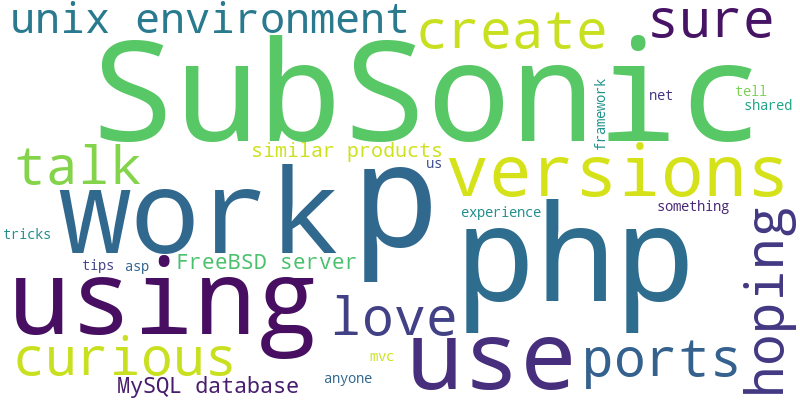 unix environment
create
sure
SubSonic
framework
net
tell
shared
talk
similar products
us
versions
work
p
php
experience
something
hoping
tricks
tips
asp
FreeBSD server
using
love
use
ports
curious
mvc
MySQL database
anyone